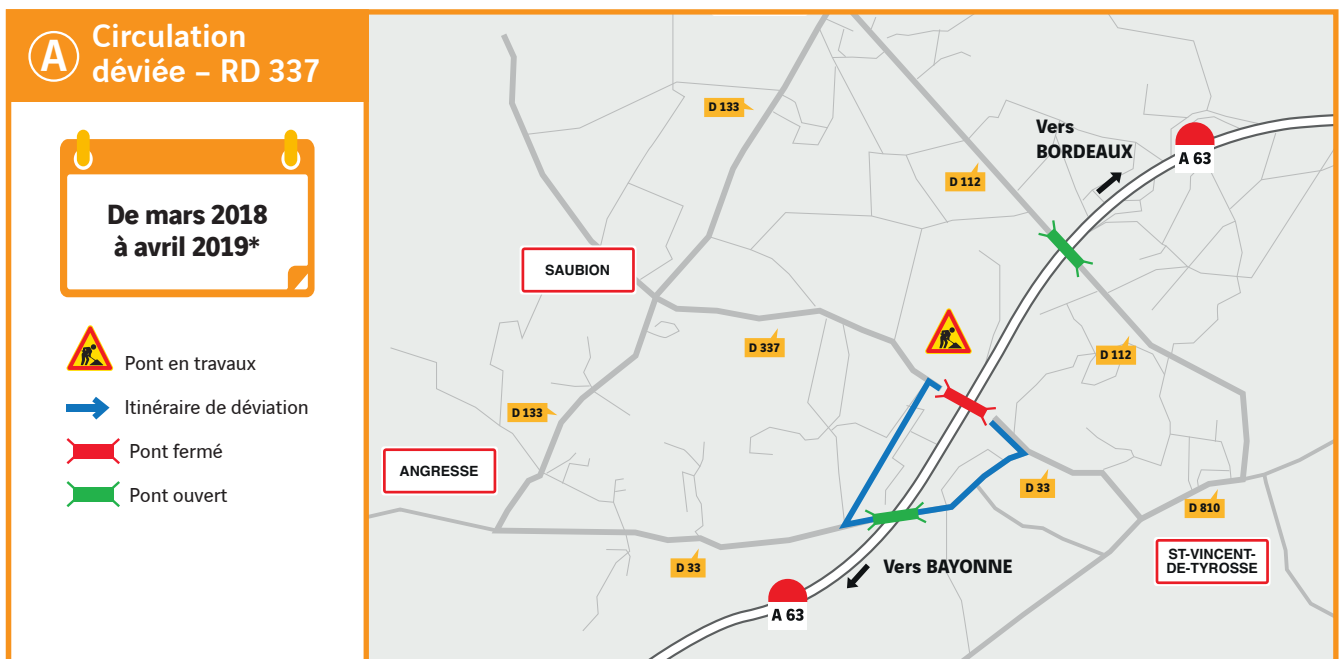 A
Circulation
déviée – RD 337
De mars 2018
à avril 2019*
Pont en travaux
Itinéraire de déviation
Pont fermé
Pont ouvert
D 133
Vers
BORDEAUX
A 63
D 112
SAUBION
D 337
D 112
D 133
ANGRESSE
D 33
D 810
D 33
Vers BAYONNE
ST-VINCENT-
DE-TYROSSE
A 63